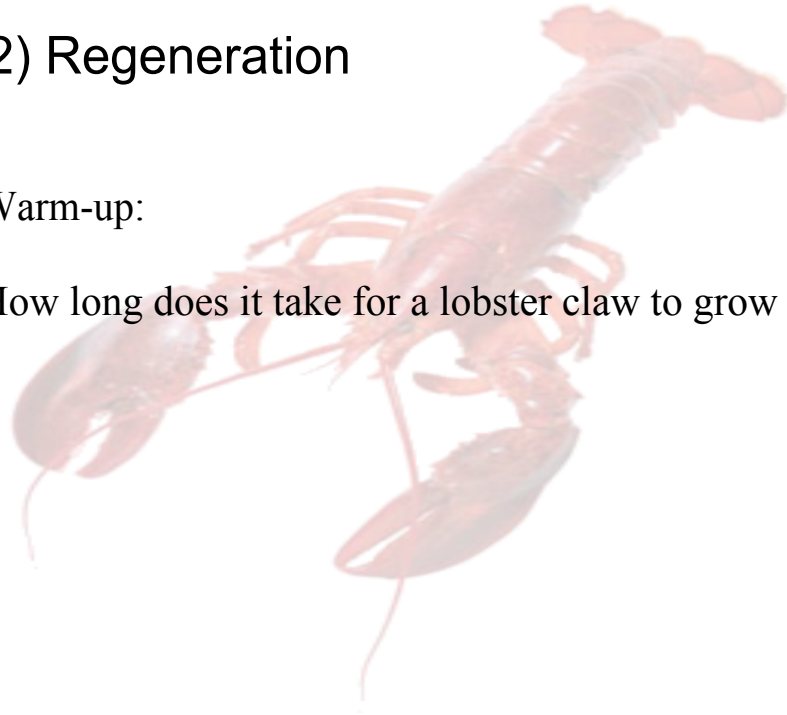 2) Regeneration
Warm-up:
How long does it take for a lobster claw to grow